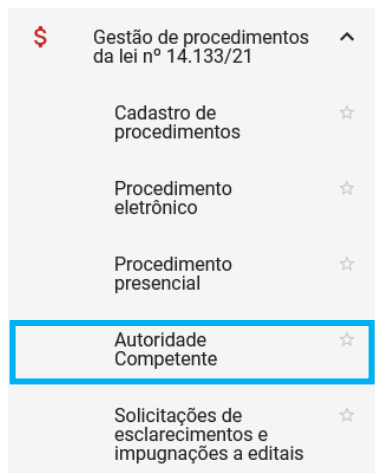 $
Gestão de procedimentos
da lei nº 14.133/21
Cadastro de
procedimentos
Procedimento
eletrônico
Procedimento
presencial
Autoridade
Competente
Solicitações de
esclarecimentos e
impugnações a editais